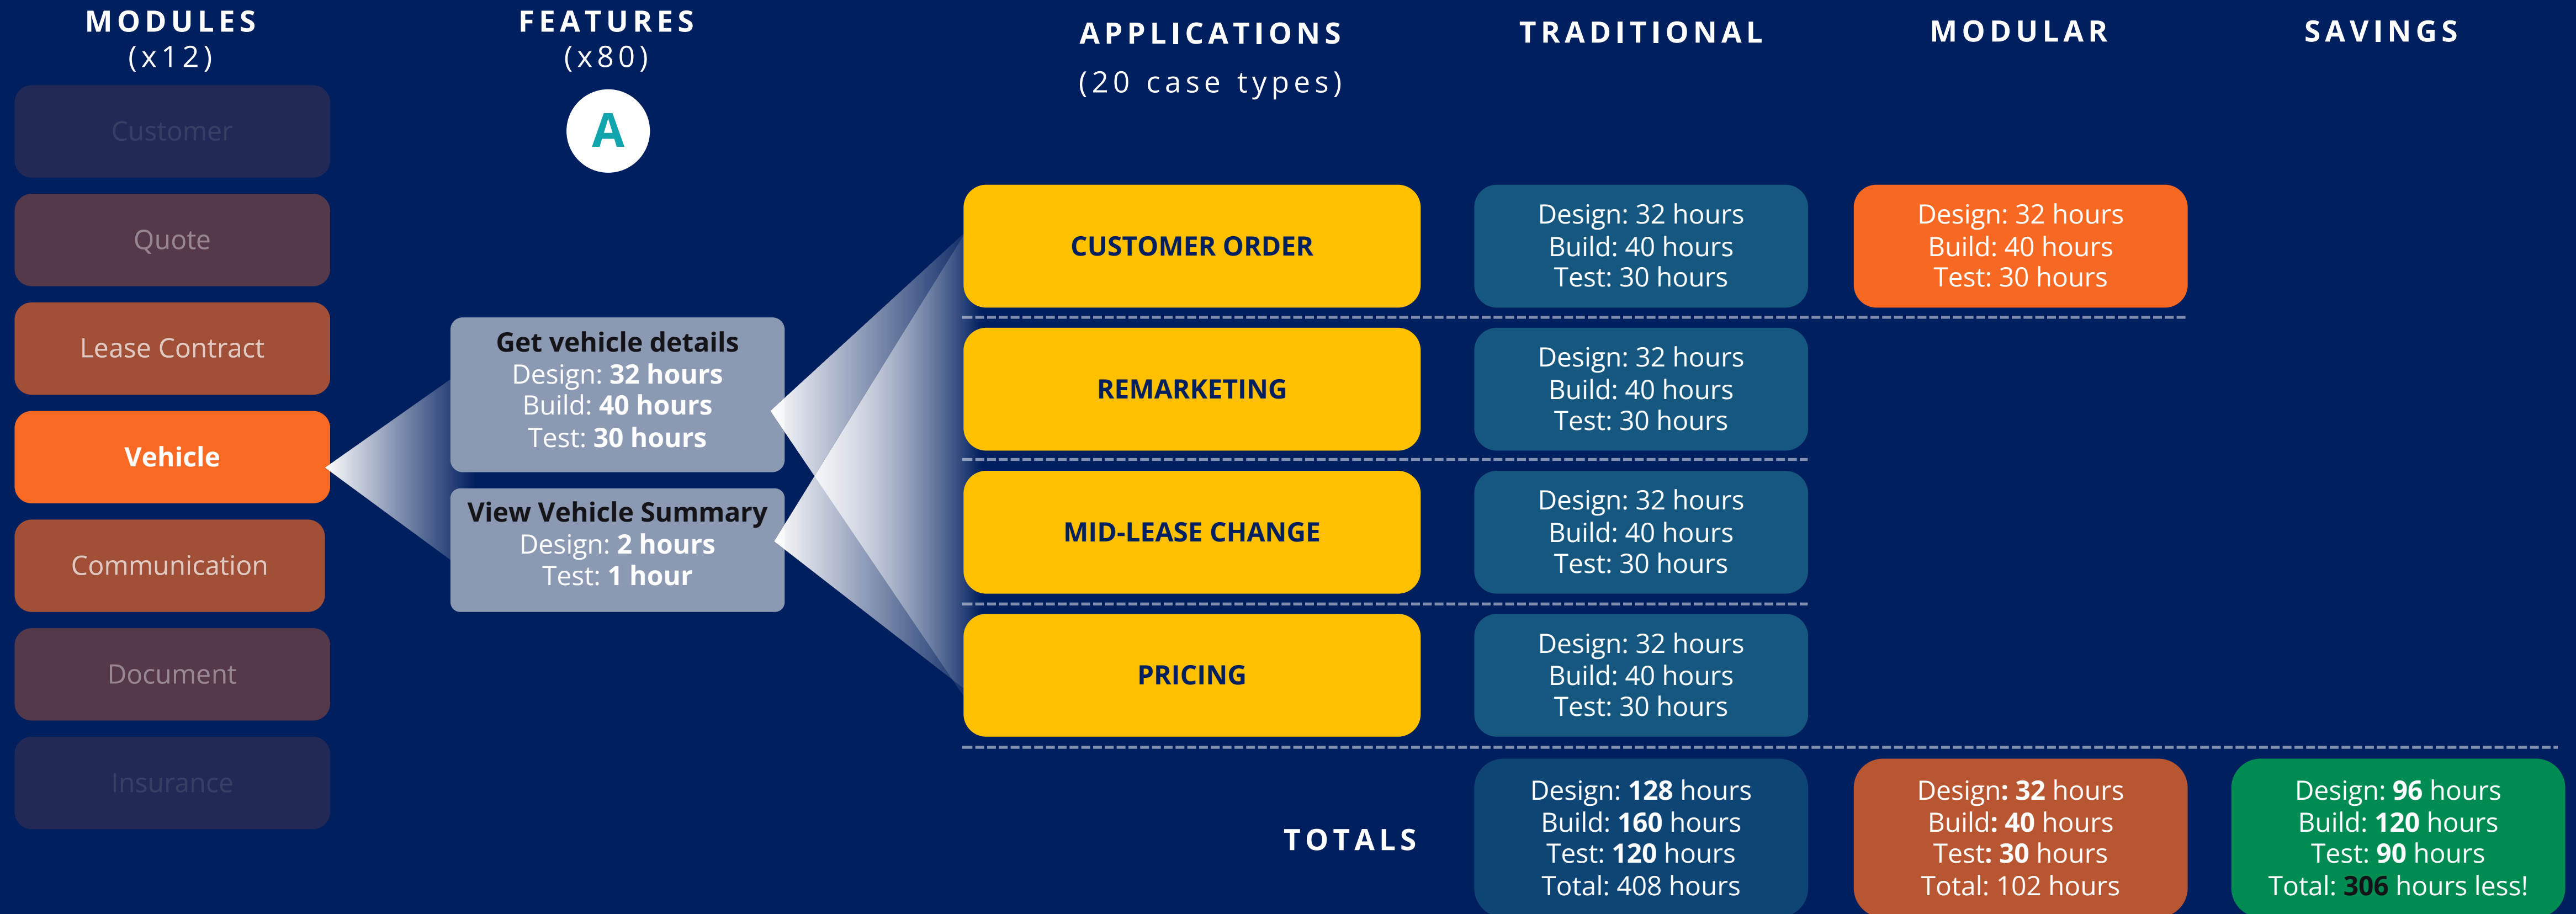 MODULES
(x12)
Customer
Quote
Lease Contract
Vehicle
Communication
Document
Insurance
FEATURES
(x80)
A
Get vehicle details
Design: 32 hours
Build: 40 hours
Test: 30 hours
View Vehicle Summary
Design: 2 hours
Test: 1 hour
APPLICATIONS
(20 case types)
TRADITIONAL
MODULAR
SAVINGS
CUSTOMER ORDER
Design: 32 hours
Build: 40 hours
Test: 30 hours
Design: 32 hours
Build: 40 hours
Test: 30 hours
REMARKETING
Design: 32 hours
Build: 40 hours
Test: 30 hours
MID-LEASE CHANGE
Design: 32 hours
Build: 40 hours
Test: 30 hours
PRICING
Design: 32 hours
Build: 40 hours
Test: 30 hours
TOTALS
Design: 128 hours
Build: 160 hours
Test: 120 hours
Total: 408 hours
Design: 32 hours
Build: 40 hours
Test: 30 hours
Total: 102 hours
Design: 96 hours
Build: 120 hours
Test: 90 hours
Total: 306 hours less!